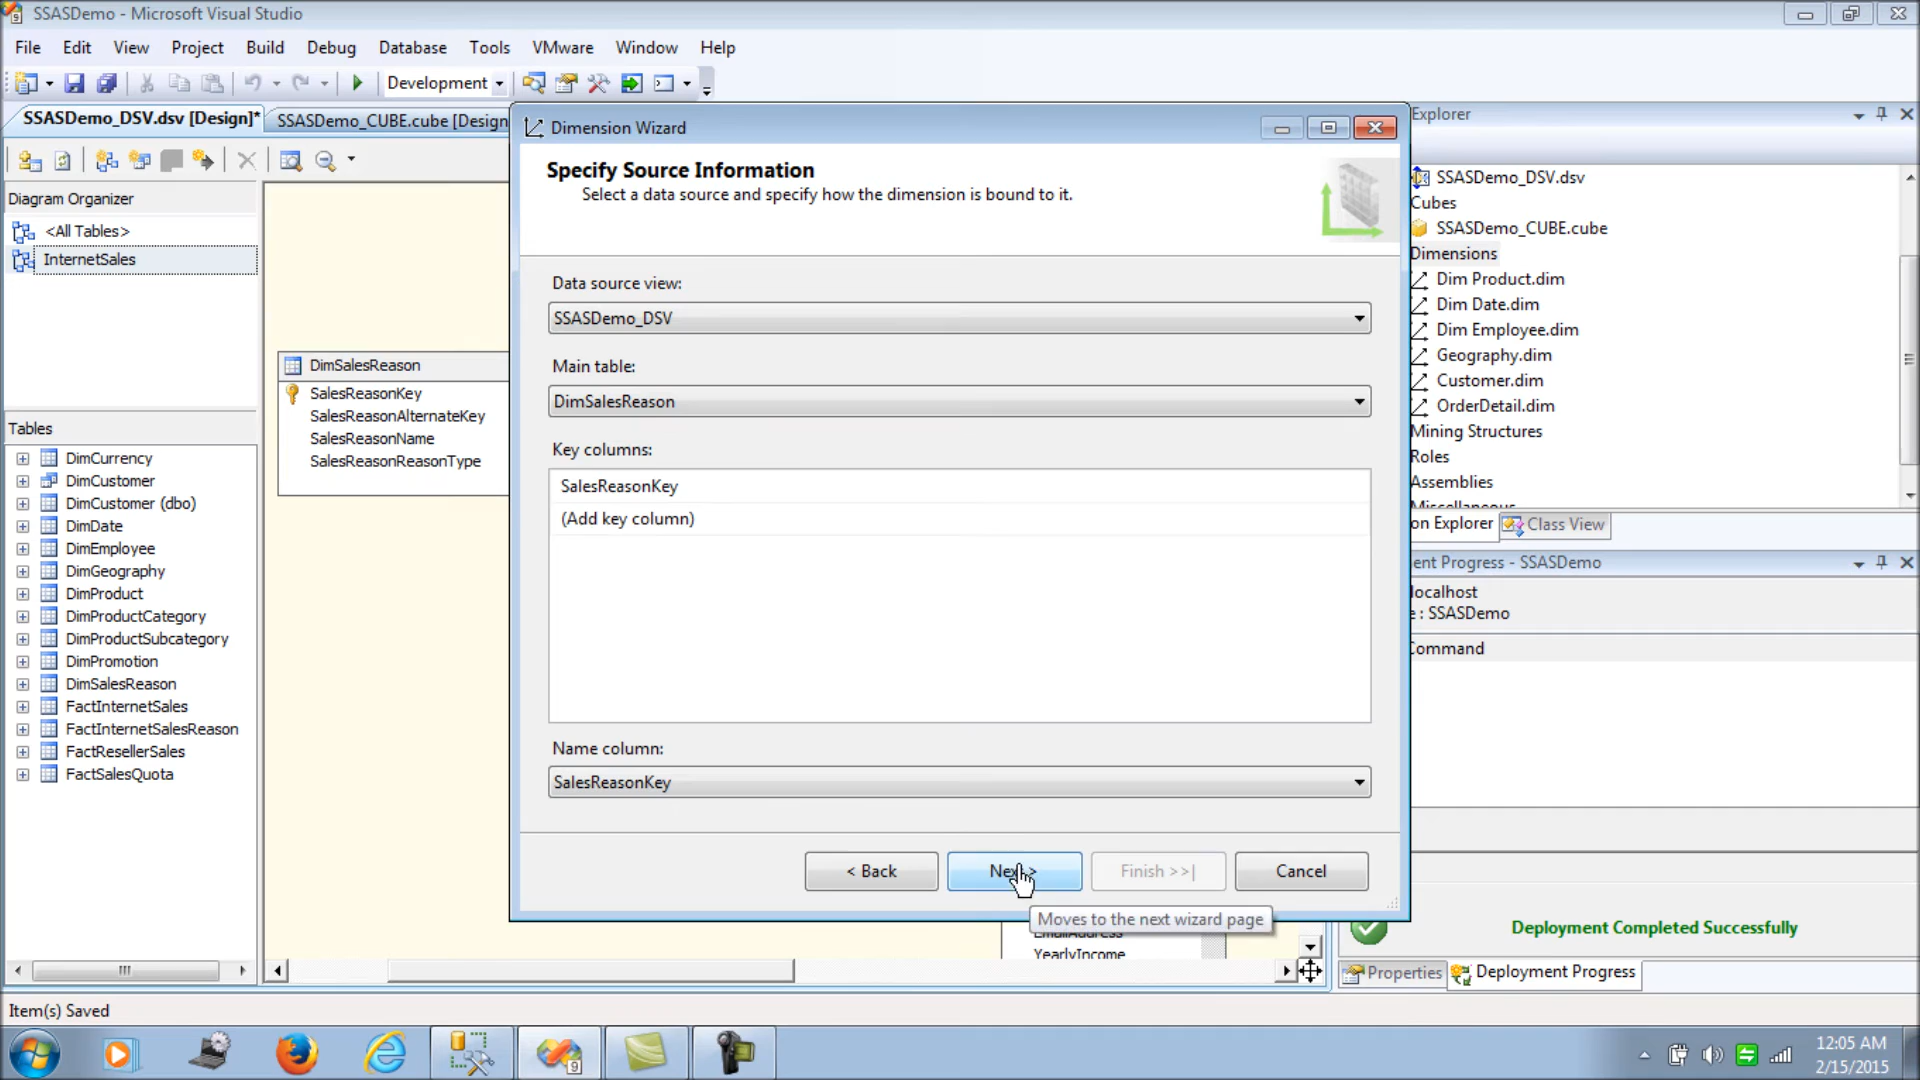 SSASDemo - Microsoft Visual Studio
File Edit View Project Build Debug Database Tools VMware Window Help
Development
SSASDemo_DSV.dsv [Design]* SSASDemo_CUBE.cube [Design
Diagram Organizer
<All Tables>
InternetSales
Tables
DimCurrency
DimCustomer
DimCustomer (dbo)
DimDate
DimEmployee
DimGeography
DimProduct
DimProductCategory
DimProductSubcategory
DimPromotion
DimSalesReason
FactInternetSales
FactInternetSalesReason
FactResellerSales
FactSalesQuota
DimSalesReason
SalesReasonKey
SalesReasonAlternateKey
SalesReasonName
SalesReasonReasonType
Dimension Wizard
Specify Source Information
Select a data source and specify how the dimension is bound to it.
Data source view:
SSASDemo_DSV
Main table:
DimSalesReason
Key columns:
SalesReasonKey
(Add key column)
Name column:
SalesReasonKey
< Back Next > Finish >>| Cancel
Moves to the next wizard page
EmailAddress
YearlyIncome
Explorer
SSASDemo_DSV.dsv
Cubes
SSASDemo_CUBE.cube
Dimensions
Dim Product.dim
Dim Date.dim
Dim Employee.dim
Geography.dim
Customer.dim
OrderDetail.dim
Mining Structures
Roles
Assemblies
Miscellaneous
on Explorer Class View
ent Progress - SSASDemo
localhost
e : SSASDemo
Command
Deployment Completed Successfully
Properties Deployment Progress
Item(s) Saved
12:05 AM
2/15/2015